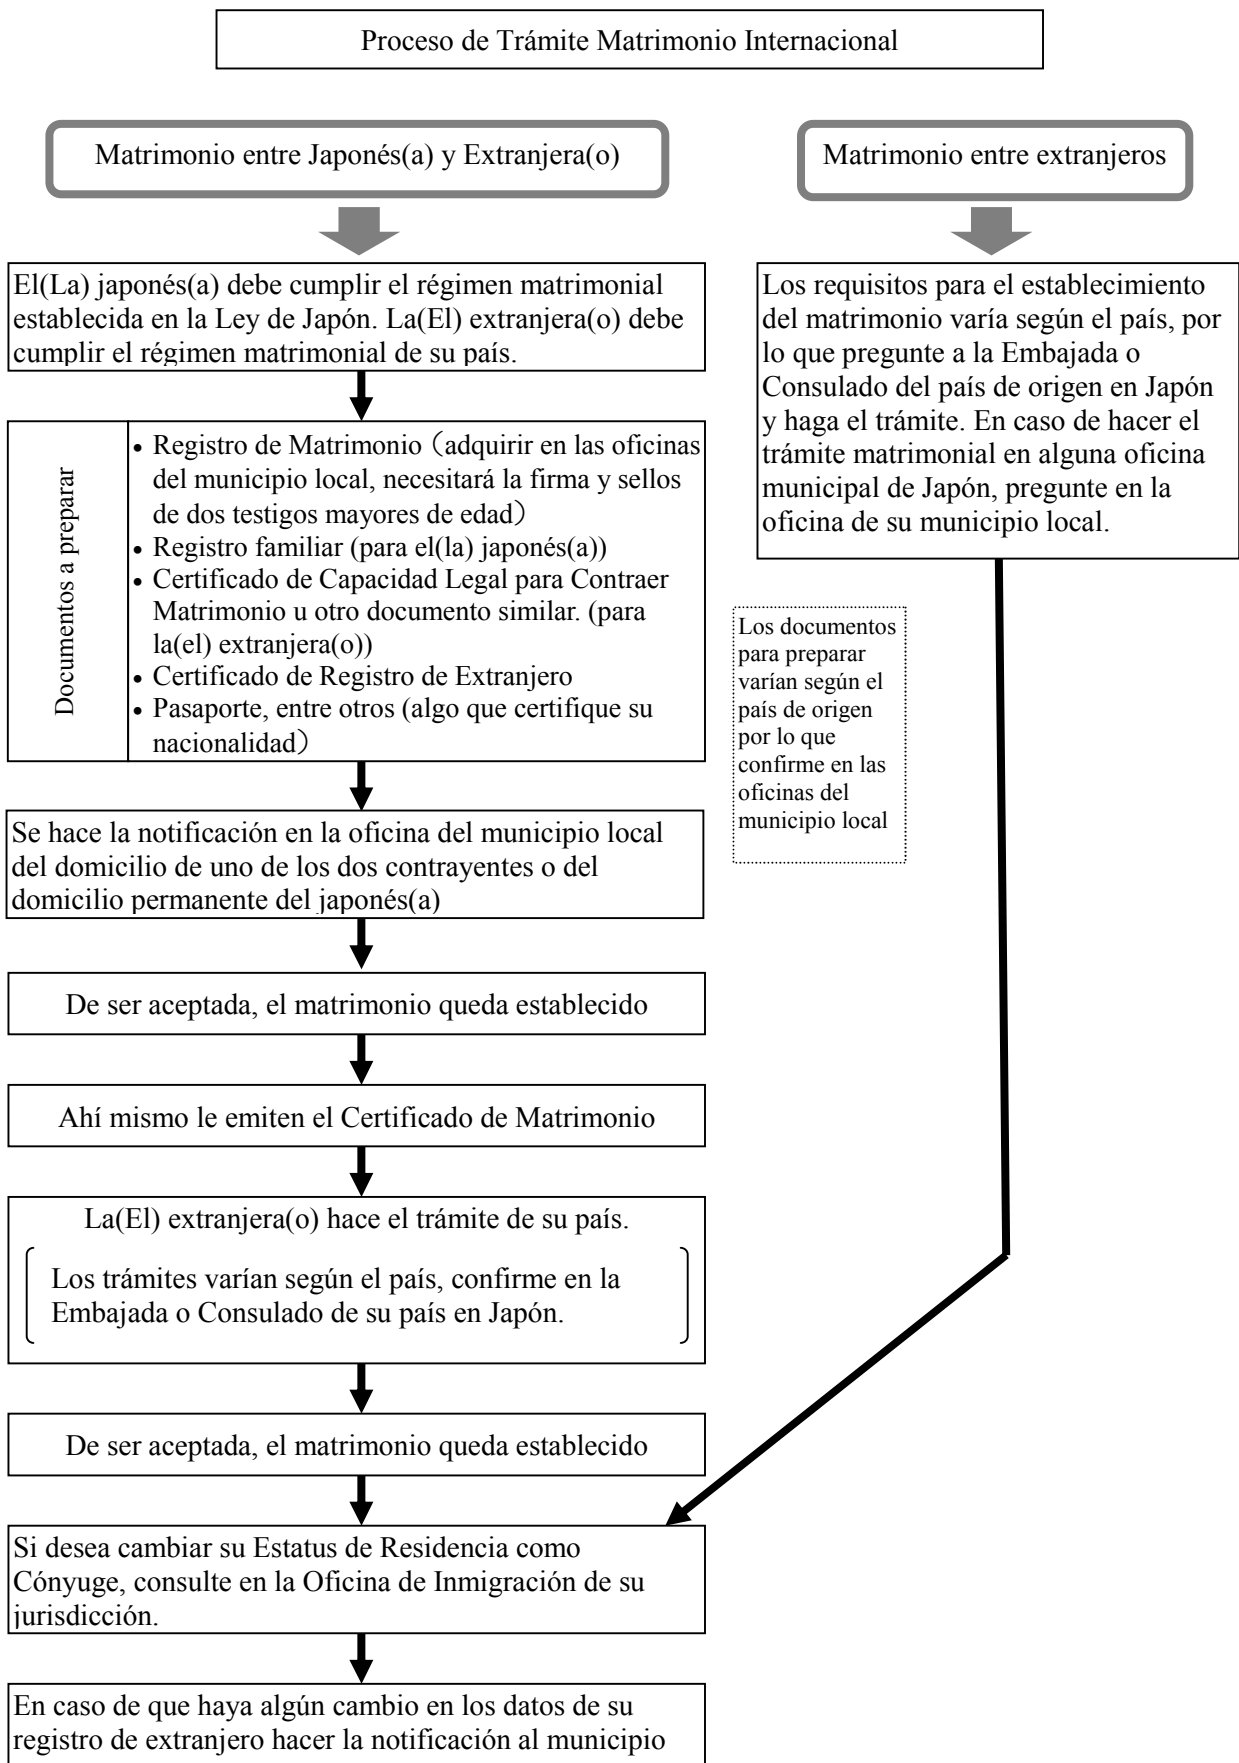 Proceso de Trámite Matrimonio Internacional
Matrimonio entre Japonés(a) y Extranjera(o)
El(La) japonés(a) debe cumplir el régimen matrimonial
establecida en la Ley de Japón. La(El) extranjera(o) debe
cumplir el régimen matrimonial de su país.
Documentos a preparar
• Registro de Matrimonio（adquirir en las oficinas
del municipio local, necesitará la firma y sellos
de dos testigos mayores de edad）
• Registro familiar (para el(la) japonés(a))
• Certificado de Capacidad Legal para Contraer
Matrimonio u otro documento similar. (para
la(el) extranjera(o))
• Certificado de Registro de Extranjero
• Pasaporte, entre otros (algo que certifique su
nacionalidad）
Se hace la notificación en la oficina del municipio local
del domicilio de uno de los dos contrayentes o del
domicilio permanente del japonés(a)
De ser aceptada, el matrimonio queda establecido
Ahí mismo le emiten el Certificado de Matrimonio
La(El) extranjera(o) hace el trámite de su país.
Los trámites varían según el país, confirme en la
Embajada o Consulado de su país en Japón.
De ser aceptada, el matrimonio queda establecido
Si desea cambiar su Estatus de Residencia como
Cónyuge, consulte en la Oficina de Inmigración de su
jurisdicción.
En caso de que haya algún cambio en los datos de su
registro de extranjero hacer la notificación al municipio
Matrimonio entre extranjeros
Los requisitos para el establecimiento
del matrimonio varía según el país, por
lo que pregunte a la Embajada o
Consulado del país de origen en Japón
y haga el trámite. En caso de hacer el
trámite matrimonial en alguna oficina
municipal de Japón, pregunte en la
oficina de su municipio local.
Los documentos
para preparar
varían según el
país de origen
por lo que
confirme en las
oficinas del
municipio local